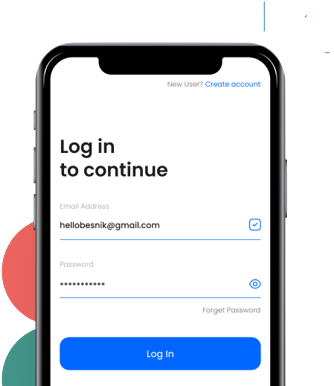 New User? Create account
Log in
to continue
Email Address
hellobesnik@gmail.com
Password
•••••••••••
Forget Password
Log In